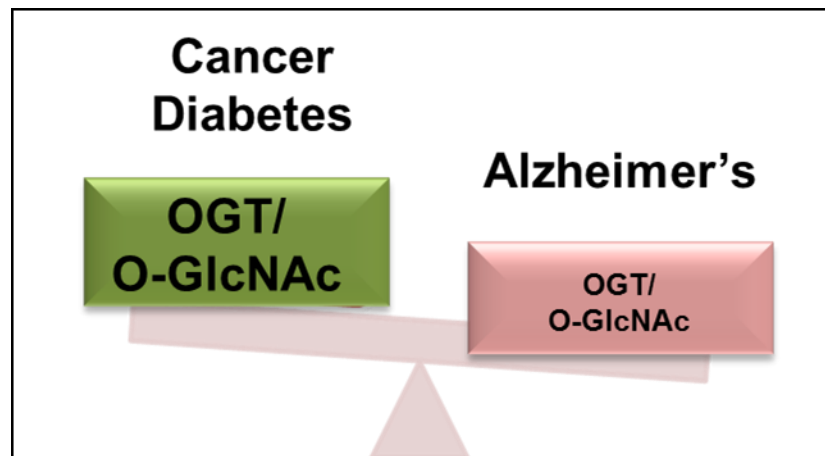 Cancer
Diabetes
OGT/
O-GlcNAc
Alzheimer’s
OGT/
O-GlcNAc